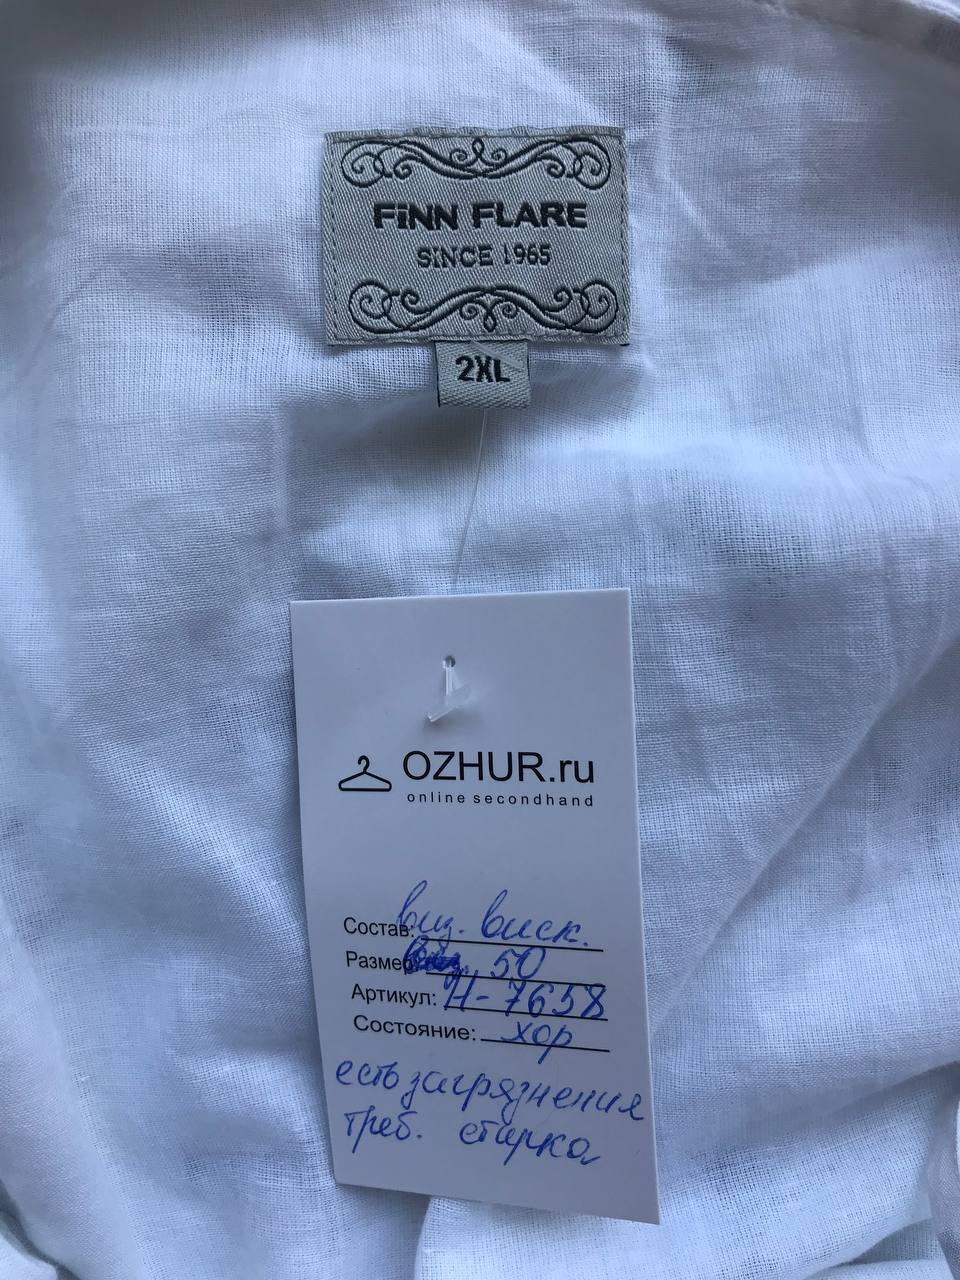 FiNN FLARE
SINCE 1965
2XL
OZHUR.ru
online secondhand
Состав: виз. виск.
Размер: 50
Артикул: Н-7658
Состояние: хор
есть загрязнения
треб. стирка